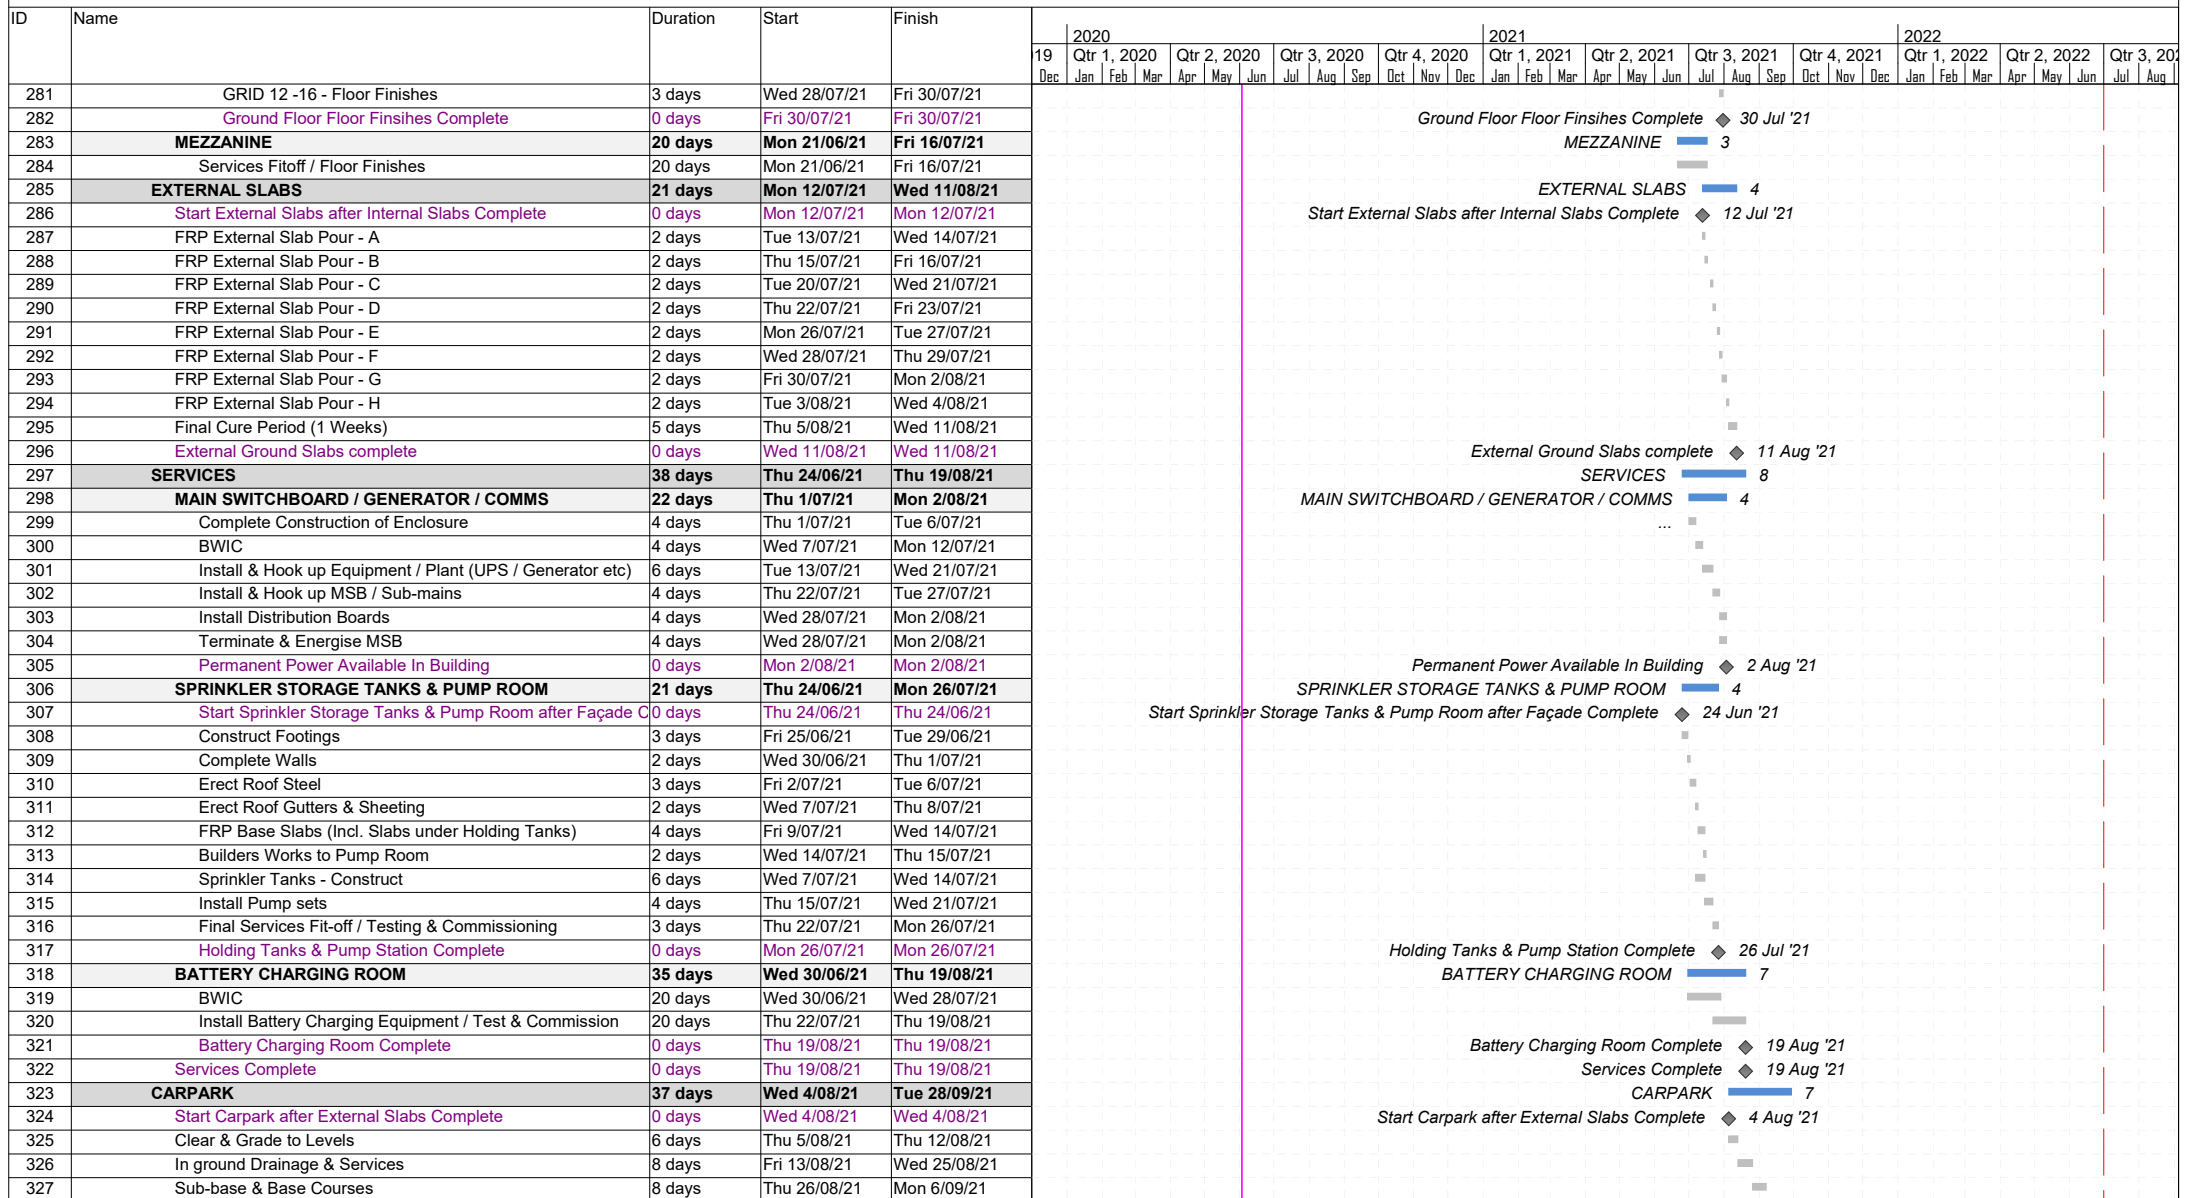 ID Name Duration Start Finish
2020 2021 2022
19 Qtr 1, 2020 Qtr 2, 2020 Qtr 3, 2020 Qtr 4, 2020 Qtr 1, 2021 Qtr 2, 2021 Qtr 3, 2021 Qtr 4, 2021 Qtr 1, 2022 Qtr 2, 2022 Qtr 3, 202
Dec Jan Feb Mar Apr May Jun Jul Aug Sep Oct Nov Dec Jan Feb Mar Apr May Jun Jul Aug Sep Oct Nov Dec Jan Feb Mar Apr May Jun Jul Aug
281 GRID 12 -16 - Floor Finishes 3 days Wed 28/07/21 Fri 30/07/21
282 Ground Floor Floor Finsihes Complete 0 days Fri 30/07/21 Fri 30/07/21 Ground Floor Floor Finsihes Complete 30 Jul '21
283 MEZZANINE 20 days Mon 21/06/21 Fri 16/07/21 MEZZANINE 3
284 Services Fitoff / Floor Finishes 20 days Mon 21/06/21 Fri 16/07/21
285 EXTERNAL SLABS 21 days Mon 12/07/21 Wed 11/08/21 EXTERNAL SLABS 4
286 Start External Slabs after Internal Slabs Complete 0 days Mon 12/07/21 Mon 12/07/21 Start External Slabs after Internal Slabs Complete 12 Jul '21
287 FRP External Slab Pour - A 2 days Tue 13/07/21 Wed 14/07/21
288 FRP External Slab Pour - B 2 days Thu 15/07/21 Fri 16/07/21
289 FRP External Slab Pour - C 2 days Tue 20/07/21 Wed 21/07/21
290 FRP External Slab Pour - D 2 days Thu 22/07/21 Fri 23/07/21
291 FRP External Slab Pour - E 2 days Mon 26/07/21 Tue 27/07/21
292 FRP External Slab Pour - F 2 days Wed 28/07/21 Thu 29/07/21
293 FRP External Slab Pour - G 2 days Fri 30/07/21 Mon 2/08/21
294 FRP External Slab Pour - H 2 days Tue 3/08/21 Wed 4/08/21
295 Final Cure Period (1 Weeks) 5 days Thu 5/08/21 Wed 11/08/21
296 External Ground Slabs complete 0 days Wed 11/08/21 Wed 11/08/21 External Ground Slabs complete 11 Aug '21
297 SERVICES 38 days Thu 24/06/21 Thu 19/08/21 SERVICES 8
298 MAIN SWITCHBOARD / GENERATOR / COMMS 22 days Thu 1/07/21 Mon 2/08/21 MAIN SWITCHBOARD / GENERATOR / COMMS 4
299 Complete Construction of Enclosure 4 days Thu 1/07/21 Tue 6/07/21 ...
300 BWIC 4 days Wed 7/07/21 Mon 12/07/21
301 Install & Hook up Equipment / Plant (UPS / Generator etc) 6 days Tue 13/07/21 Wed 21/07/21
302 Install & Hook up MSB / Sub-mains 4 days Thu 22/07/21 Tue 27/07/21
303 Install Distribution Boards 4 days Wed 28/07/21 Mon 2/08/21
304 Terminate & Energise MSB 4 days Wed 28/07/21 Mon 2/08/21
305 Permanent Power Available In Building 0 days Mon 2/08/21 Mon 2/08/21 Permanent Power Available In Building 2 Aug '21
306 SPRINKLER STORAGE TANKS & PUMP ROOM 21 days Thu 24/06/21 Mon 26/07/21 SPRINKLER STORAGE TANKS & PUMP ROOM 4
307 Start Sprinkler Storage Tanks & Pump Room after Façade C 0 days Thu 24/06/21 Thu 24/06/21 Start Sprinkler Storage Tanks & Pump Room after Façade Complete 24 Jun '21
308 Construct Footings 3 days Fri 25/06/21 Tue 29/06/21
309 Complete Walls 2 days Wed 30/06/21 Thu 1/07/21
310 Erect Roof Steel 3 days Fri 2/07/21 Tue 6/07/21
311 Erect Roof Gutters & Sheeting 2 days Wed 7/07/21 Thu 8/07/21
312 FRP Base Slabs (Incl. Slabs under Holding Tanks) 4 days Fri 9/07/21 Wed 14/07/21
313 Builders Works to Pump Room 2 days Wed 14/07/21 Thu 15/07/21
314 Sprinkler Tanks - Construct 6 days Wed 7/07/21 Wed 14/07/21
315 Install Pump sets 4 days Thu 15/07/21 Wed 21/07/21
316 Final Services Fit-off / Testing & Commissioning 3 days Thu 22/07/21 Mon 26/07/21
317 Holding Tanks & Pump Station Complete 0 days Mon 26/07/21 Mon 26/07/21 Holding Tanks & Pump Station Complete 26 Jul '21
318 BATTERY CHARGING ROOM 35 days Wed 30/06/21 Thu 19/08/21 BATTERY CHARGING ROOM 7
319 BWIC 20 days Wed 30/06/21 Wed 28/07/21
320 Install Battery Charging Equipment / Test & Commission 20 days Thu 22/07/21 Thu 19/08/21
321 Battery Charging Room Complete 0 days Thu 19/08/21 Thu 19/08/21 Battery Charging Room Complete 19 Aug '21
322 Services Complete 0 days Thu 19/08/21 Thu 19/08/21 Services Complete 19 Aug '21
323 CARPARK 37 days Wed 4/08/21 Tue 28/09/21 CARPARK 7
324 Start Carpark after External Slabs Complete 0 days Wed 4/08/21 Wed 4/08/21 Start Carpark after External Slabs Complete 4 Aug '21
325 Clear & Grade to Levels 6 days Thu 5/08/21 Thu 12/08/21
326 In ground Drainage & Services 8 days Fri 13/08/21 Wed 25/08/21
327 Sub-base & Base Courses 8 days Thu 26/08/21 Mon 6/09/21